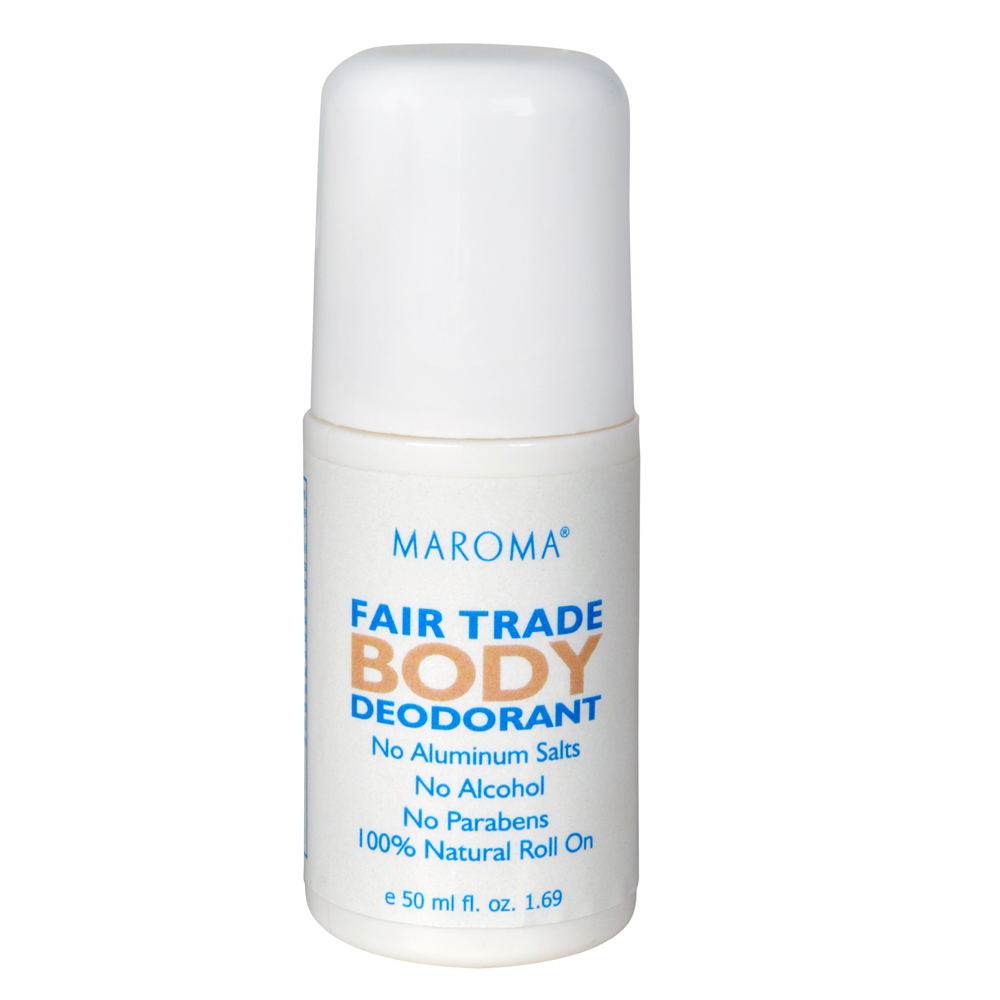 MAROMA®
FAIR TRADE
BODY
DEODORANT
No Aluminum Salts
No Alcohol
No Parabens
100% Natural Roll On
e 50 ml fl. oz. 1.69